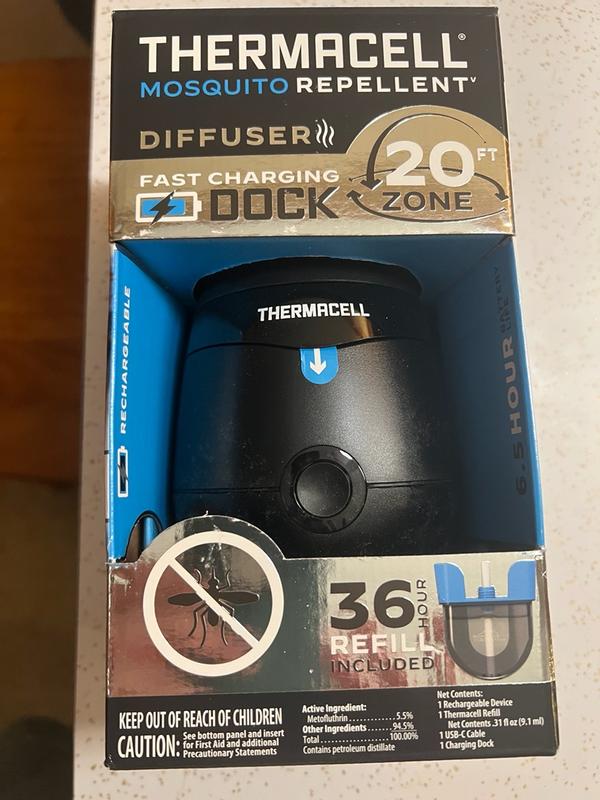 THERMACELL®
MOSQUITO REPELLENT
DIFFUSER
20 FT
ZONE
FAST CHARGING
DOCK
RECHARGEABLE
THERMACELL
6.5 HOUR BATTERY LIFE
36 HOUR
REFILL
INCLUDED
KEEP OUT OF REACH OF CHILDREN
CAUTION: See bottom panel and insert
for First Aid and additional
Precautionary Statements
Active Ingredient:
Metofluthrin..............5.5%
Other Ingredients........94.5%
Total.....................100.00%
Contains petroleum distillate
Net Contents:
1 Rechargeable Device
1 Thermacell Refill
Net Contents .31 fl oz (9.1 ml)
1 USB-C Cable
1 Charging Dock